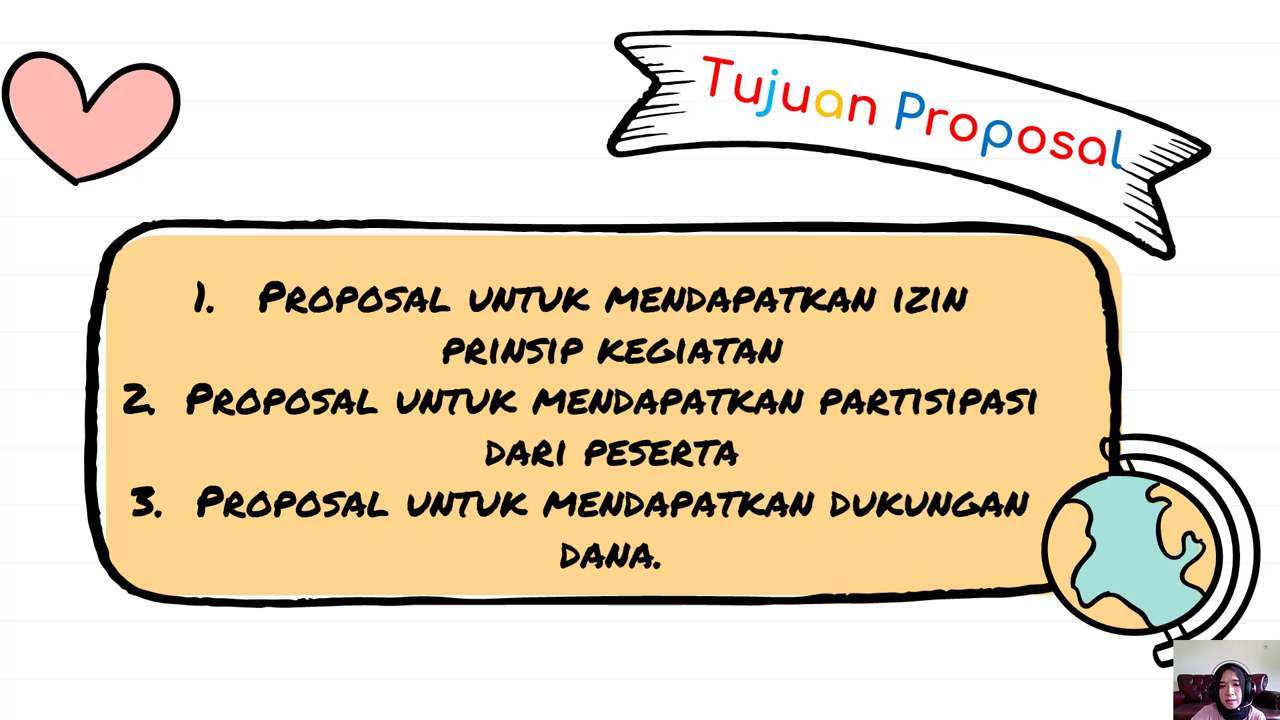 Tujuan Proposal
1. Proposal untuk mendapatkan izin
prinsip kegiatan
2. Proposal untuk mendapatkan partisipasi
dari peserta
3. Proposal untuk mendapatkan dukungan
dana.